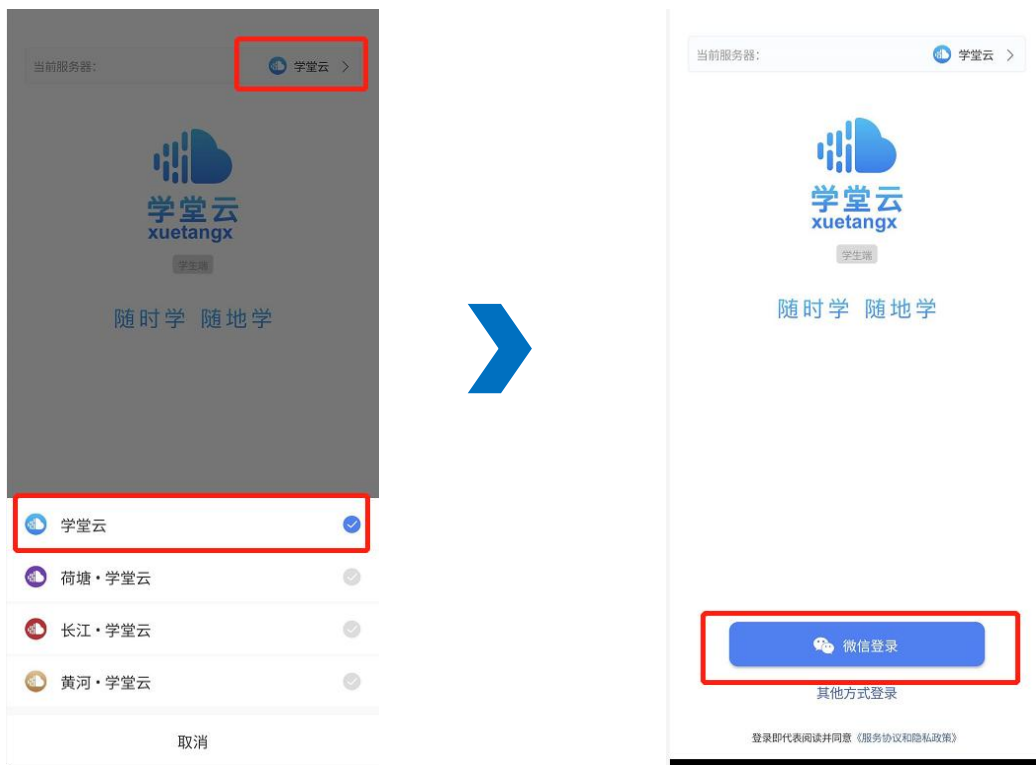 当前服务器：
学堂云
学堂云
xuetangx
学生端
随时学 随地学
学堂云
荷塘·学堂云
长江·学堂云
黄河·学堂云
取消
当前服务器：
学堂云
学堂云
xuetangx
学生端
随时学 随地学
微信登录
其他方式登录
登录即代表阅读并同意《服务协议和隐私政策》